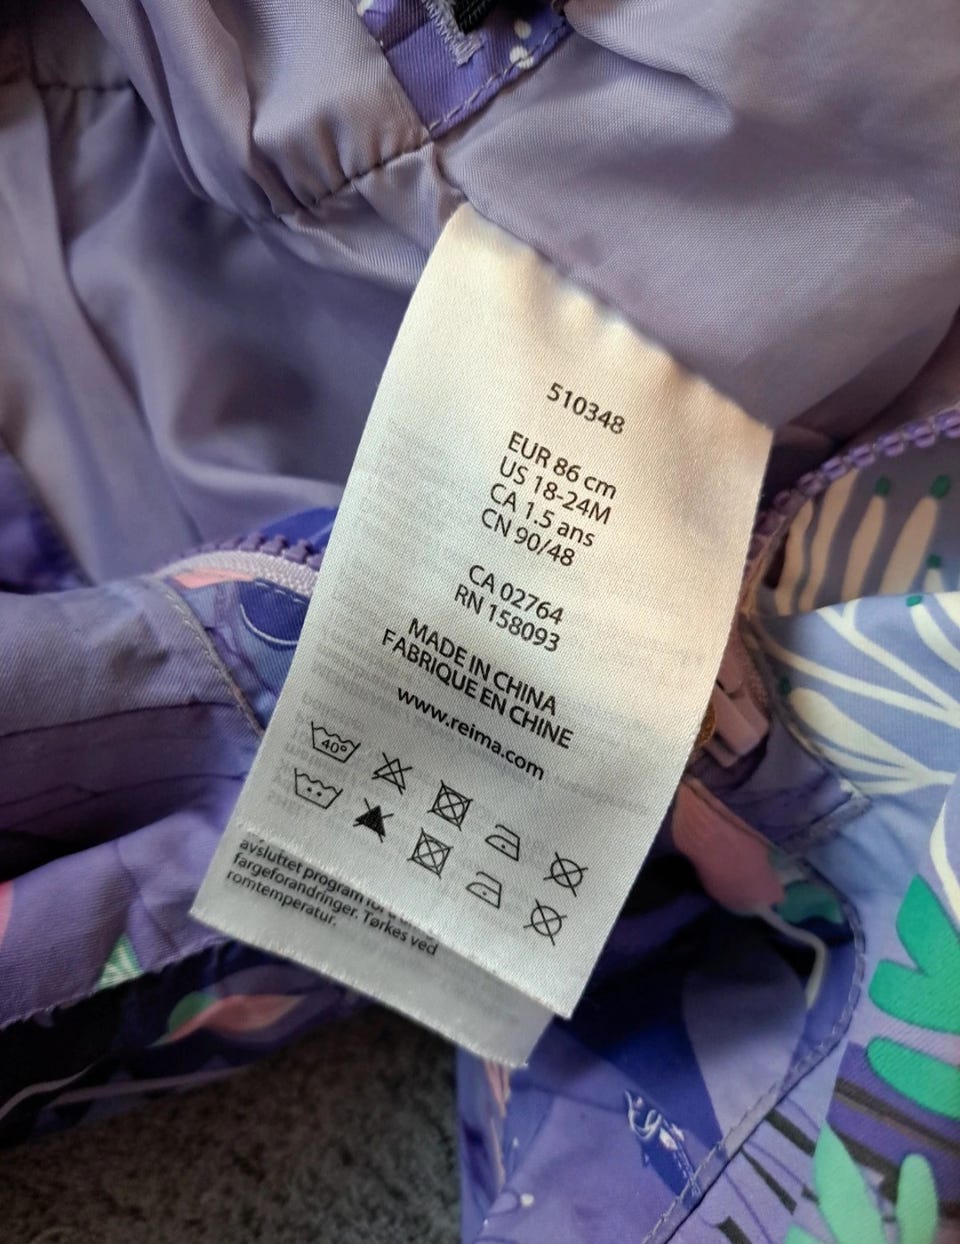 510348
EUR 86 cm
US 18-24M
CA 1.5 ans
CN 90/48
CA 02764
RN 158093
MADE IN CHINA
FABRIQUE EN CHINE
www.reima.com
40°
avsluttet program for å
fargeforandringer. Tørkes ved
romtemperatur.